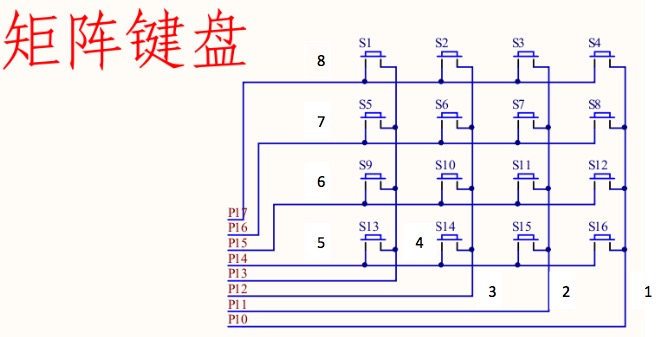 矩阵键盘
S1 S2 S3 S4
8
S5 S6 S7 S8
7
S9 S10 S11 S12
6
P17
P16
P15
S13 S14 S15 S16
5 4
P14
P13
P12
3 2 1
P11
P10